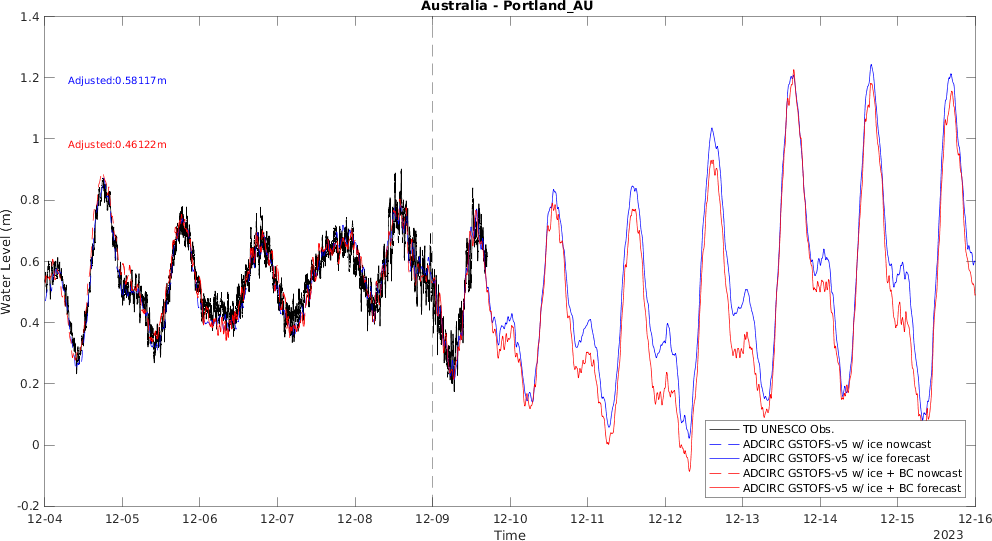 Australia - Portland_AU
1.4
1.2
1
0.8
0.6
0.4
0.2
0
-0.2
Water Level (m)
Adjusted:0.58117m
Adjusted:0.46122m
TD UNESCO Obs.
ADCIRC GSTOFS-v5 w/ ice nowcast
ADCIRC GSTOFS-v5 w/ ice forecast
ADCIRC GSTOFS-v5 w/ ice + BC nowcast
ADCIRC GSTOFS-v5 w/ ice + BC forecast
12-04 12-05 12-06 12-07 12-08 12-09 12-10 12-11 12-12 12-13 12-14 12-15 12-16
Time
2023